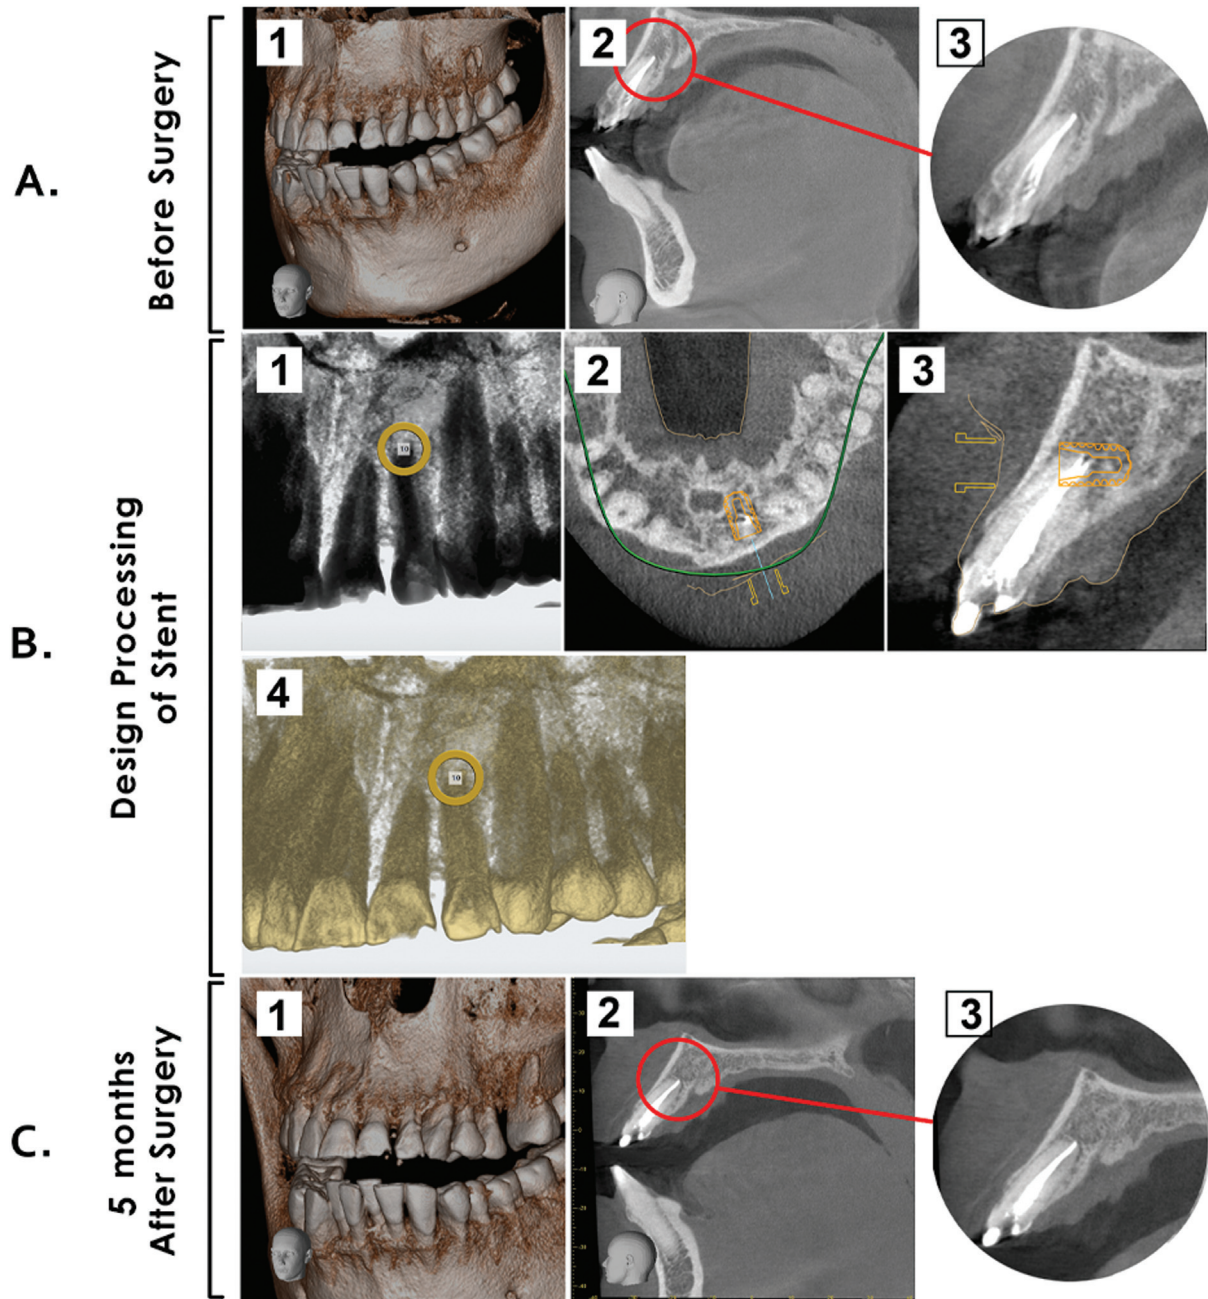 A.
Before Surgery
1
2
3
B.
Design Processing
of Stent
1
10
2
3
4
10
C.
5 months
After Surgery
1
2
3